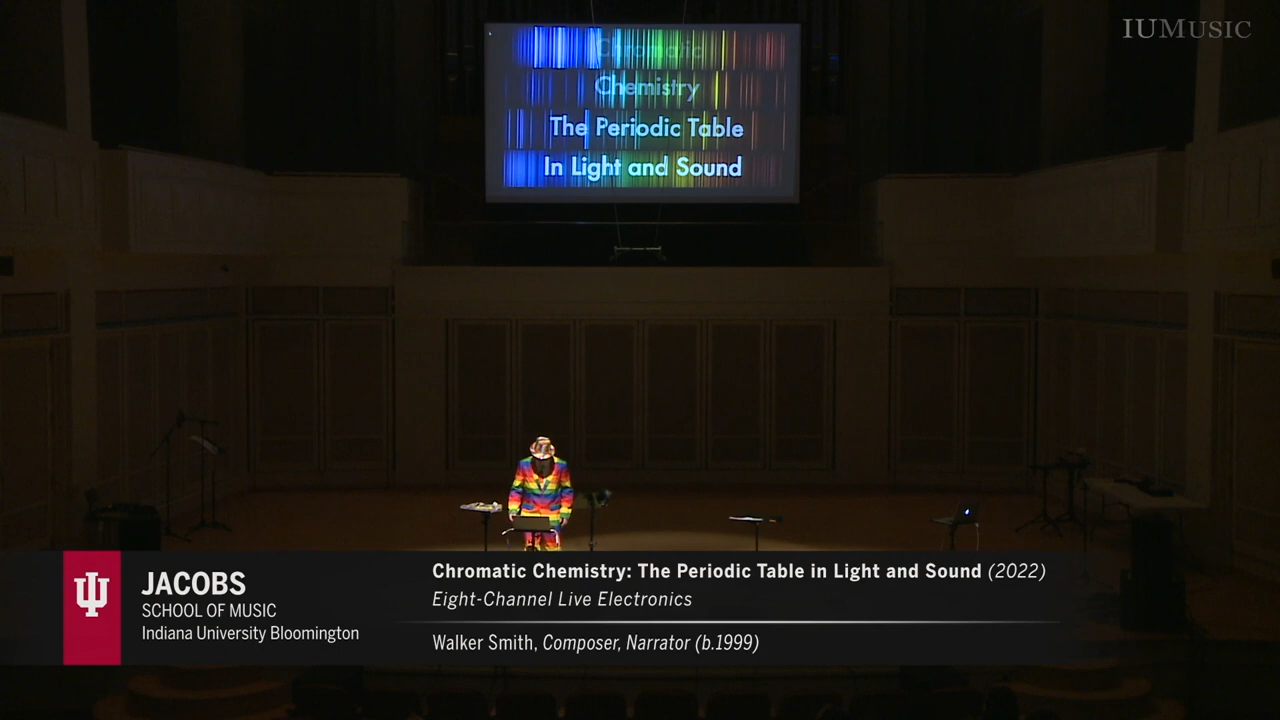 IUMUSIC
Chromatic
Chemistry
The Periodic Table
In Light and Sound
JACOBS
SCHOOL OF MUSIC
Indiana University Bloomington
Chromatic Chemistry: The Periodic Table in Light and Sound (2022)
Eight-Channel Live Electronics
Walker Smith, Composer, Narrator (b.1999)